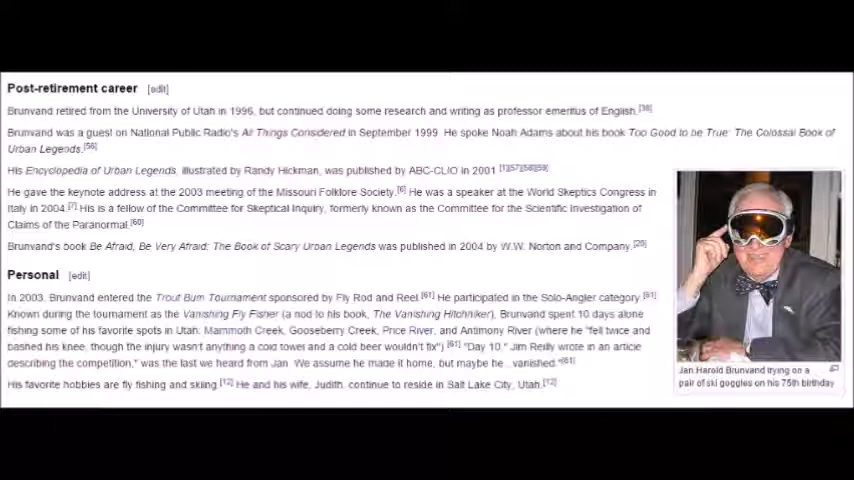 Post-retirement career [edit]
Brunvand retired from the University of Utah in 1996, but continued doing some research and writing as professor emeritus of English.[38]
Brunvand was a guest on National Public Radio's All Things Considered in September 1999. He spoke Noah Adams about his book Too Good to be True: The Colossal Book of
Urban Legends.[56]
His Encyclopedia of Urban Legends, illustrated by Randy Hickman, was published by ABC-CLIO in 2001.[1][57][58][59]
He gave the keynote address at the 2003 meeting of the Missouri Folklore Society.[6] He was a speaker at the World Skeptics Congress in
Italy in 2004.[7] His is a fellow of the Committee for Skeptical Inquiry, formerly known as the Committee for the Scientific Investigation of
Claims of the Paranormal.[60]
Brunvand's book Be Afraid, Be Very Afraid: The Book of Scary Urban Legends was published in 2004 by W.W. Norton and Company.[29]
Personal [edit]
In 2003, Brunvand entered the Trout Bum Tournament sponsored by Fly Rod and Reel.[61] He participated in the Solo-Angler category.[61]
Known during the tournament as the Vanishing Fly Fisher (a nod to his book, The Vanishing Hitchhiker), Brunvand spent 10 days alone
fishing some of his favorite spots in Utah: Mammoth Creek, Gooseberry Creek, Price River, and Antimony River (where he "fell twice and
bashed his knee, though the injury wasn't anything a cold towel and a cold beer wouldn't fix").[61] "Day 10," Jim Reilly wrote in an article
describing the competition, "was the last we heard from Jan. We assume he made it home, but maybe he...vanished."[61]
His favorite hobbies are fly fishing and skiing.[12] He and his wife, Judith, continue to reside in Salt Lake City, Utah.[12]
Jan Harold Brunvand trying on a
pair of ski goggles on his 75th birthday